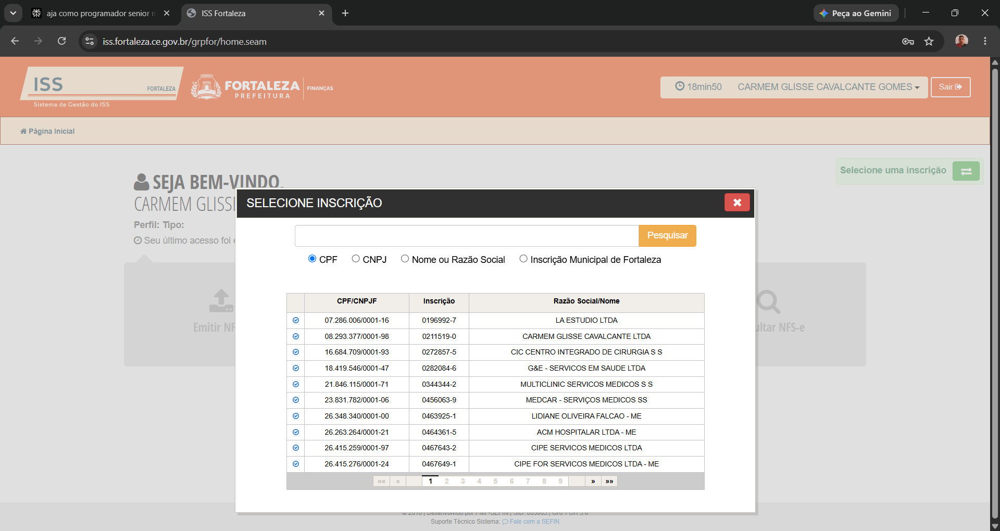 aja como programador senior
ISS Fortaleza
Peça ao Gemini
iss.fortaleza.ce.gov.br/grpfor/home.seam
ISS
FORTALEZA
Sistema de Gestão do ISS
FORTALEZA
PREFEITURA
FINANÇAS
18min50
CARMEM GLISSE CAVALCANTE GOMES
Sair
Página Inicial
Selecione uma inscrição
SEJA BEM-VINDO,
CARMEM GLISSE
Perfil: Tipo:
Seu último acesso foi
Emitir
NFS-e
SELECIONE INSCRIÇÃO
Pesquisar
CPF CNPJ Nome ou Razão Social Inscrição Municipal de Fortaleza
CPF/CNPJF Inscrição Razão Social/Nome
07.286.006/0001-16 0196992-7 LA ESTUDIO LTDA
08.293.377/0001-98 0211519-0 CARMEM GLISSE CAVALCANTE LTDA
16.684.709/0001-93 0272857-5 CIC CENTRO INTEGRADO DE CIRURGIA S S
18.419.546/0001-47 0282084-6 G&E - SERVICOS EM SAUDE LTDA
21.846.115/0001-71 0344344-2 MULTICLINIC SERVICOS MEDICOS S S
23.831.782/0001-06 0456063-9 MEDCAR - SERVIÇOS MEDICOS SS
26.348.340/0001-00 0463925-1 LIDIANE OLIVEIRA FALCAO - ME
26.263.264/0001-21 0464361-5 ACM HOSPITALAR LTDA - ME
26.415.259/0001-97 0467643-2 CIPE SERVICOS MEDICOS LTDA
26.415.276/0001-24 0467649-1 CIPE FOR SERVICOS MEDICOS LTDA - ME
«« « 1 2 3 4 5 6 7 8 9 » »»
Suporte Técnico Sistema: Fale com a SEFIN